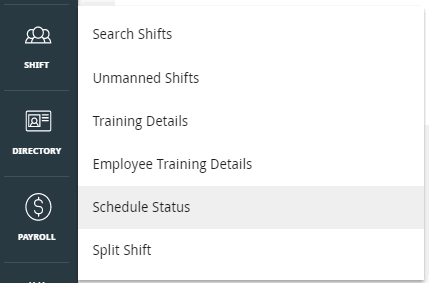 SHIFT
DIRECTORY
PAYROLL
Search Shifts
Unmanned Shifts
Training Details
Employee Training Details
Schedule Status
Split Shift